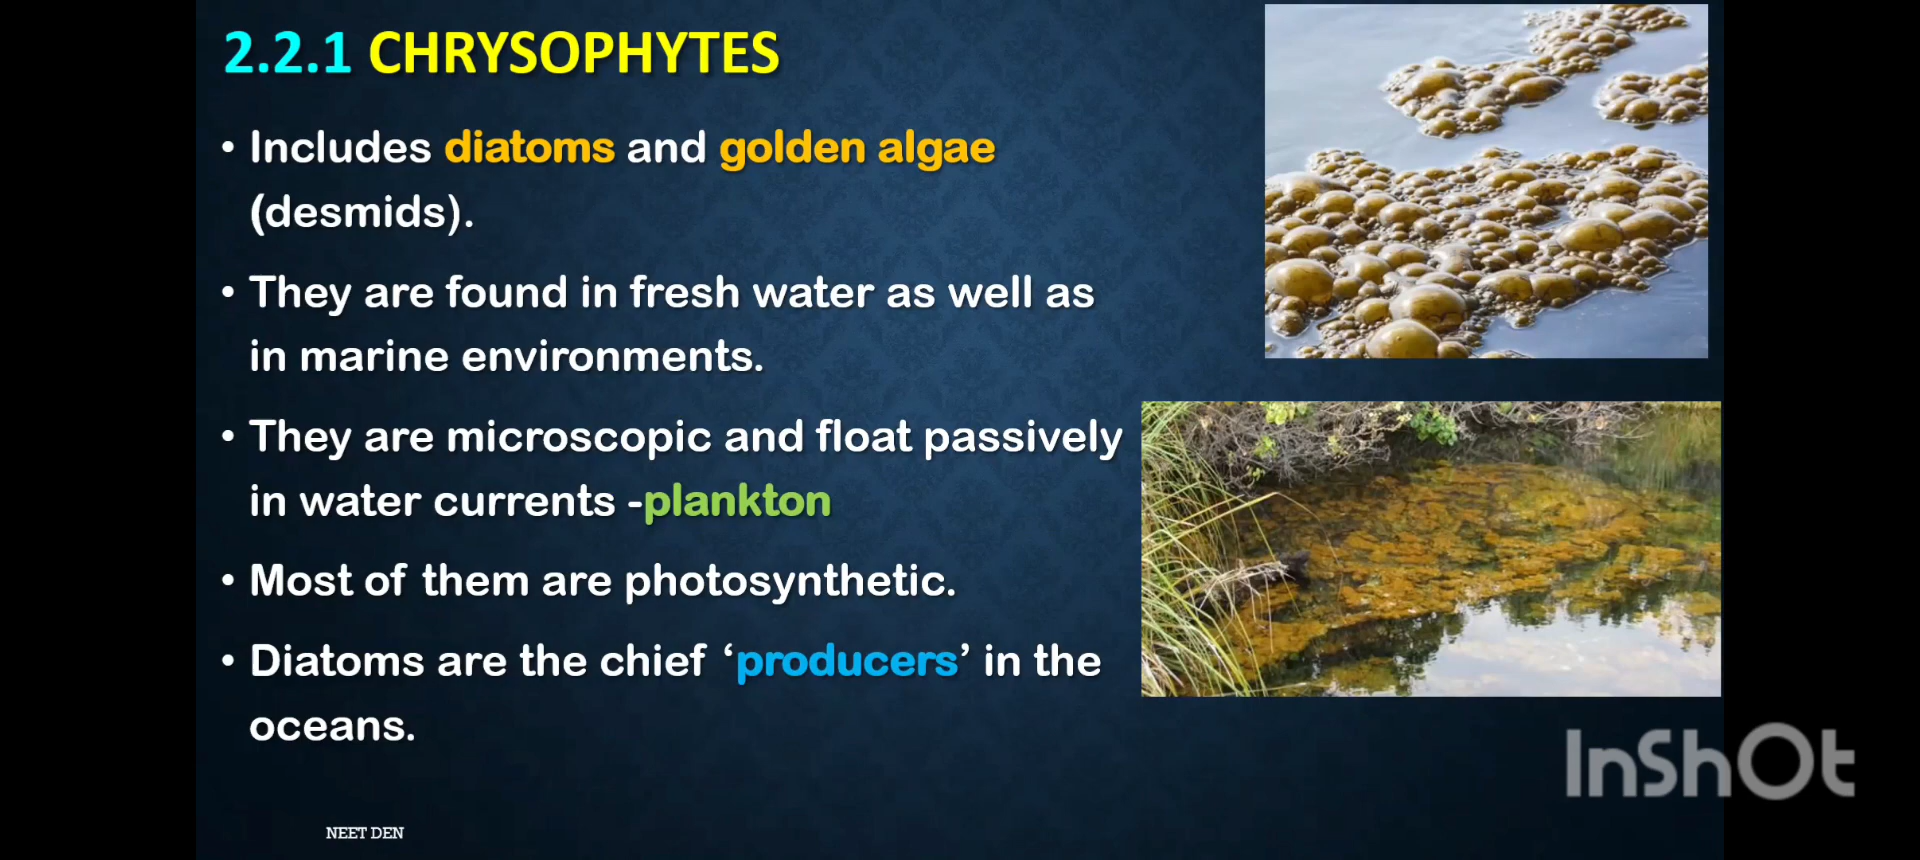 2.2.1 CHRYSOPHYTES
• Includes diatoms and golden algae
(desmids).
• They are found in fresh water as well as
in marine environments.
• They are microscopic and float passively
in water currents -plankton
• Most of them are photosynthetic.
• Diatoms are the chief ‘producers’ in the
oceans.
InShOt
NEET DEN